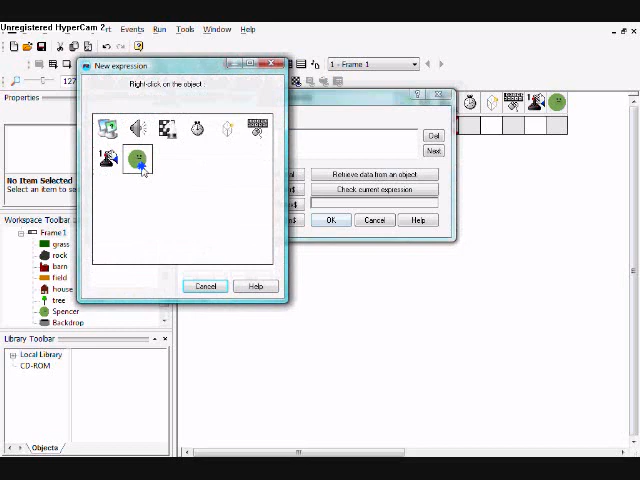 Unregistered HyperCam 2
rt Events Run Tools Window Help
127
1 - Frame 1
Properties
No Item Selected
Select an item to se
Workspace Toolbar
Frame1
grass
rock
barn
field
house
tree
Spencer
Backdrop
Library Toolbar
Local Library
CD-ROM
Objects
New expression
Right-click on the object :
Cancel
Help
Del
Next
Retrieve data from an object
Check current expression
OK
Cancel
Help